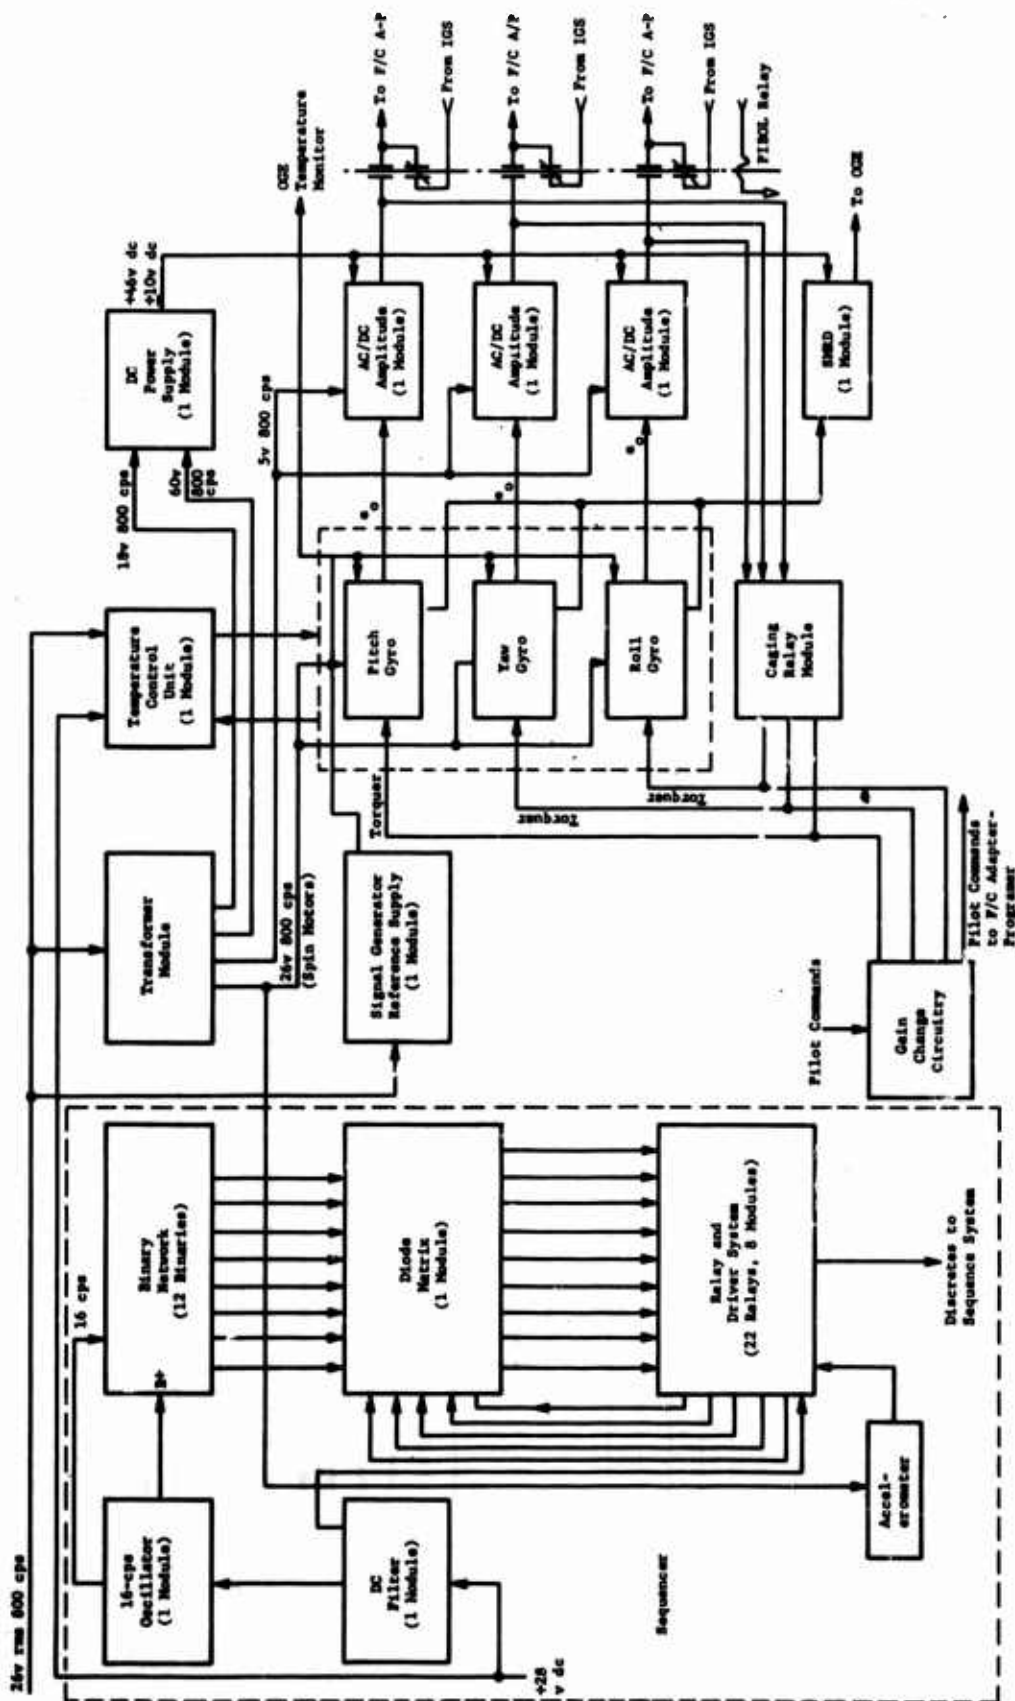 26v rms 800 cps
16 cps
16-cps
Oscillator
(1 Module)
B+
Binary
Network
(12 Binaries)
Transformer
Module
Temperature
Control
Unit
(1 Module)
18v 800 cps
60v
800
cps
DC
Power
Supply
(1 Module)
+46v dc
+10v dc
OGE
Temperature
Monitor
DC
Filter
(1 Module)
+28
v dc
Diode
Matrix
(1 Module)
26v 800 cps
(Spin Motors)
Signal Generator
Reference Supply
(1 Module)
Torquer
5v 800 cps
Pitch
Gyro
e
o
AC/DC
Amplitude
(1 Module)
To F/C A-P
From IGS
Torquer
Yaw
Gyro
e
o
AC/DC
Amplitude
(1 Module)
To F/C A/P
From IGS
Torquer
Roll
Gyro
e
o
AC/DC
Amplitude
(1 Module)
To F/C A-P
From IGS
Sequencer
Relay and
Driver System
(22 Relays, 8 Modules)
Accel-
erometer
Discretes to
Sequence System
Pilot Commands
Gain
Change
Circuitry
Pilot Commands
to F/C Adapter-
Programer
Caging
Relay
Module
SMRD
(1 Module)
Relay
To OGE